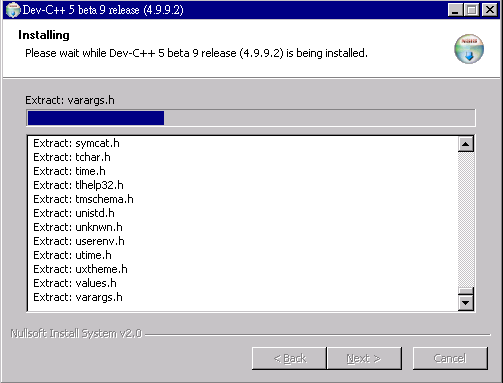 Dev-C++ 5 beta 9 release (4.9.9.2)
Installing
Please wait while Dev-C++ 5 beta 9 release (4.9.9.2) is being installed.
Extract: varargs.h
Extract: symcat.h
Extract: tchar.h
Extract: time.h
Extract: tlhelp32.h
Extract: tmschema.h
Extract: unistd.h
Extract: unknwn.h
Extract: userenv.h
Extract: utime.h
Extract: uxtheme.h
Extract: values.h
Extract: varargs.h
Nullsoft Install System v2.0
< Back Next > Cancel